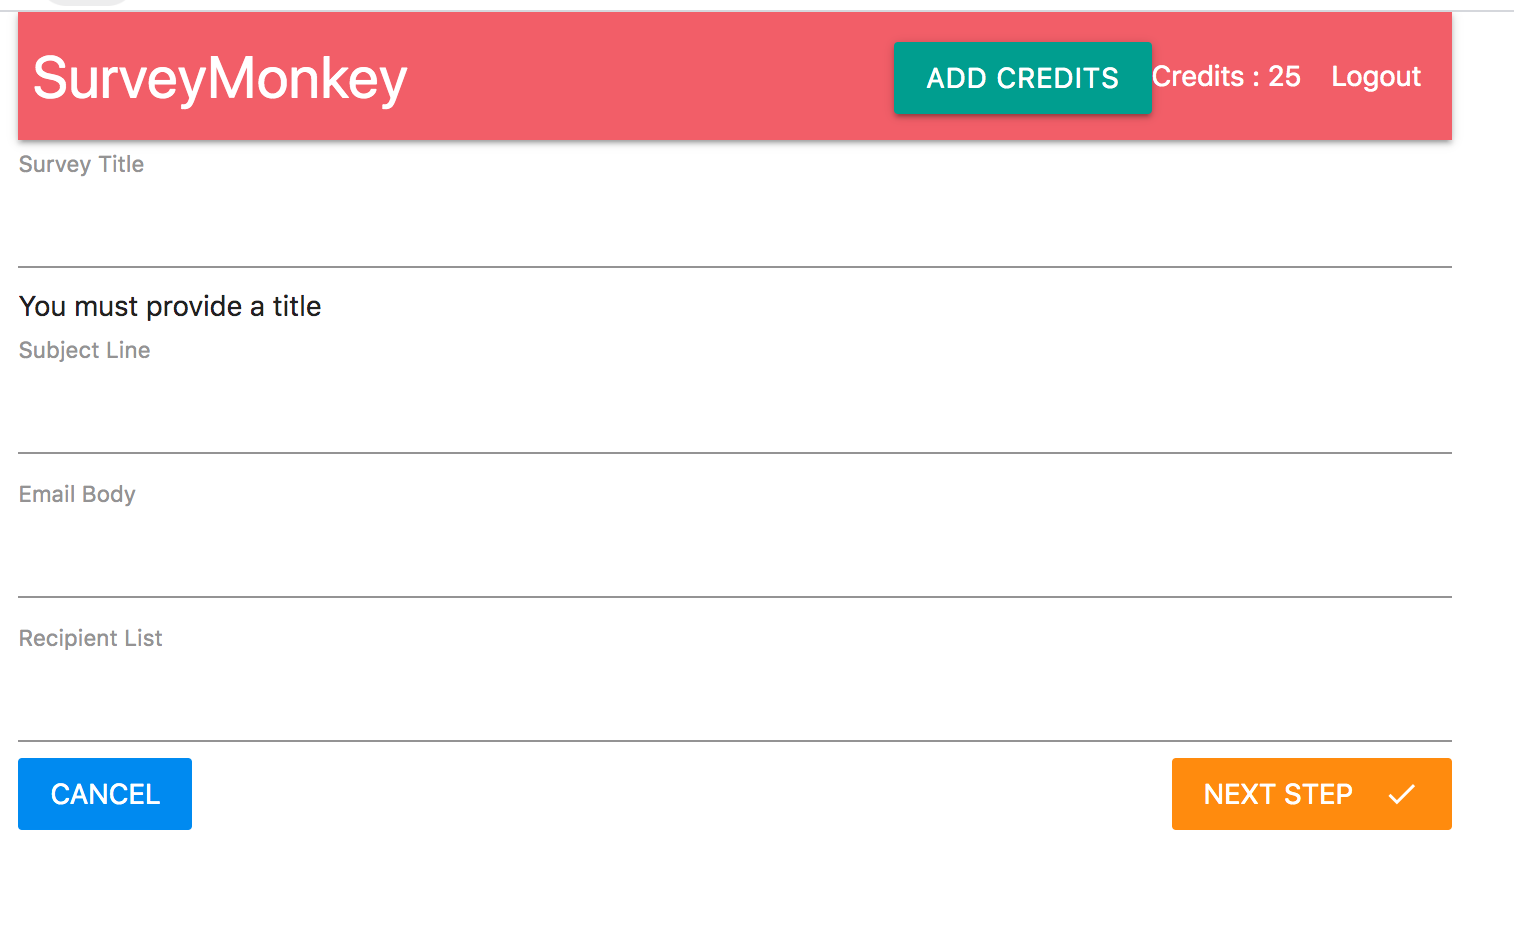 SurveyMonkey
ADD CREDITS Credits : 25 Logout
Survey Title
You must provide a title
Subject Line
Email Body
Recipient List
CANCEL NEXT STEP